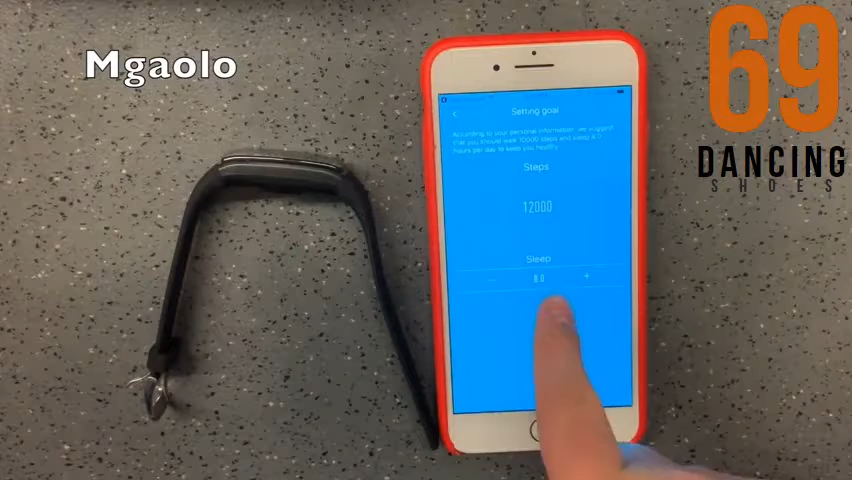 Mgaolo
69
DANCING
SHOES
Setting goal
According to your personal information, we suggest
that you should walk 10000 steps and sleep 8.0
hours per day to keep you healthy
Steps
12000
Sleep
- 8.0 +